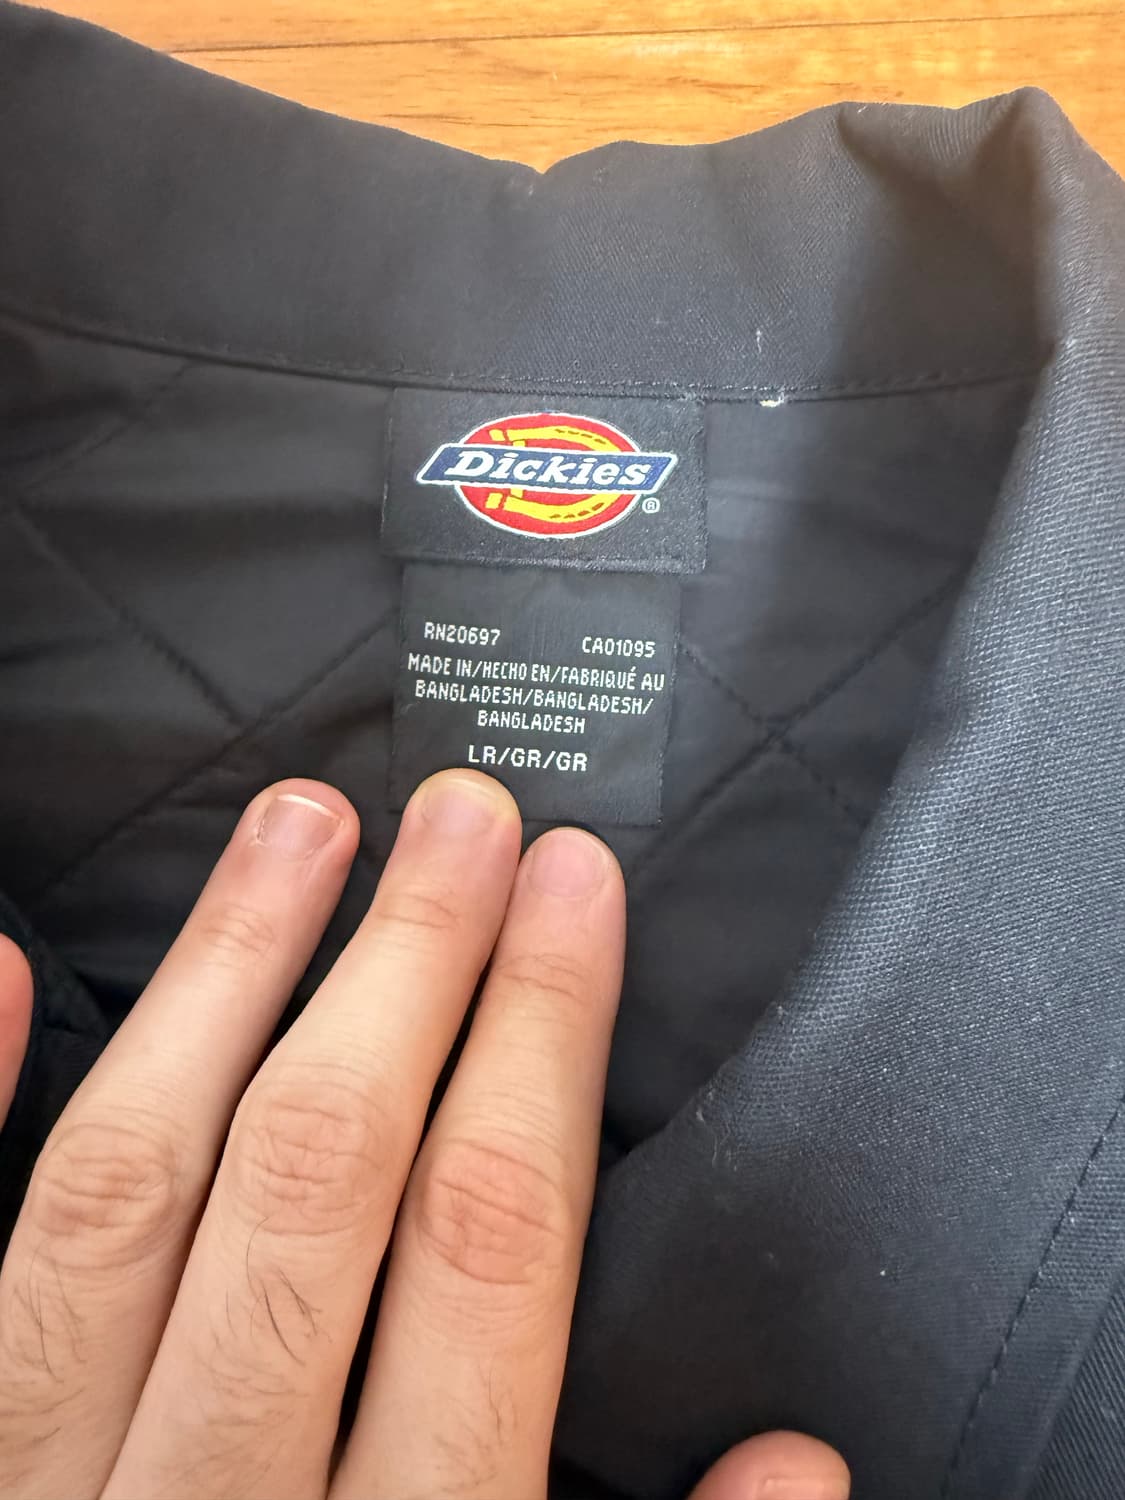 Dickies
®
RN20697 CA01095
MADE IN/HECHO EN/FABRIQUÉ AU
BANGLADESH/BANGLADESH/
BANGLADESH
LR/GR/GR